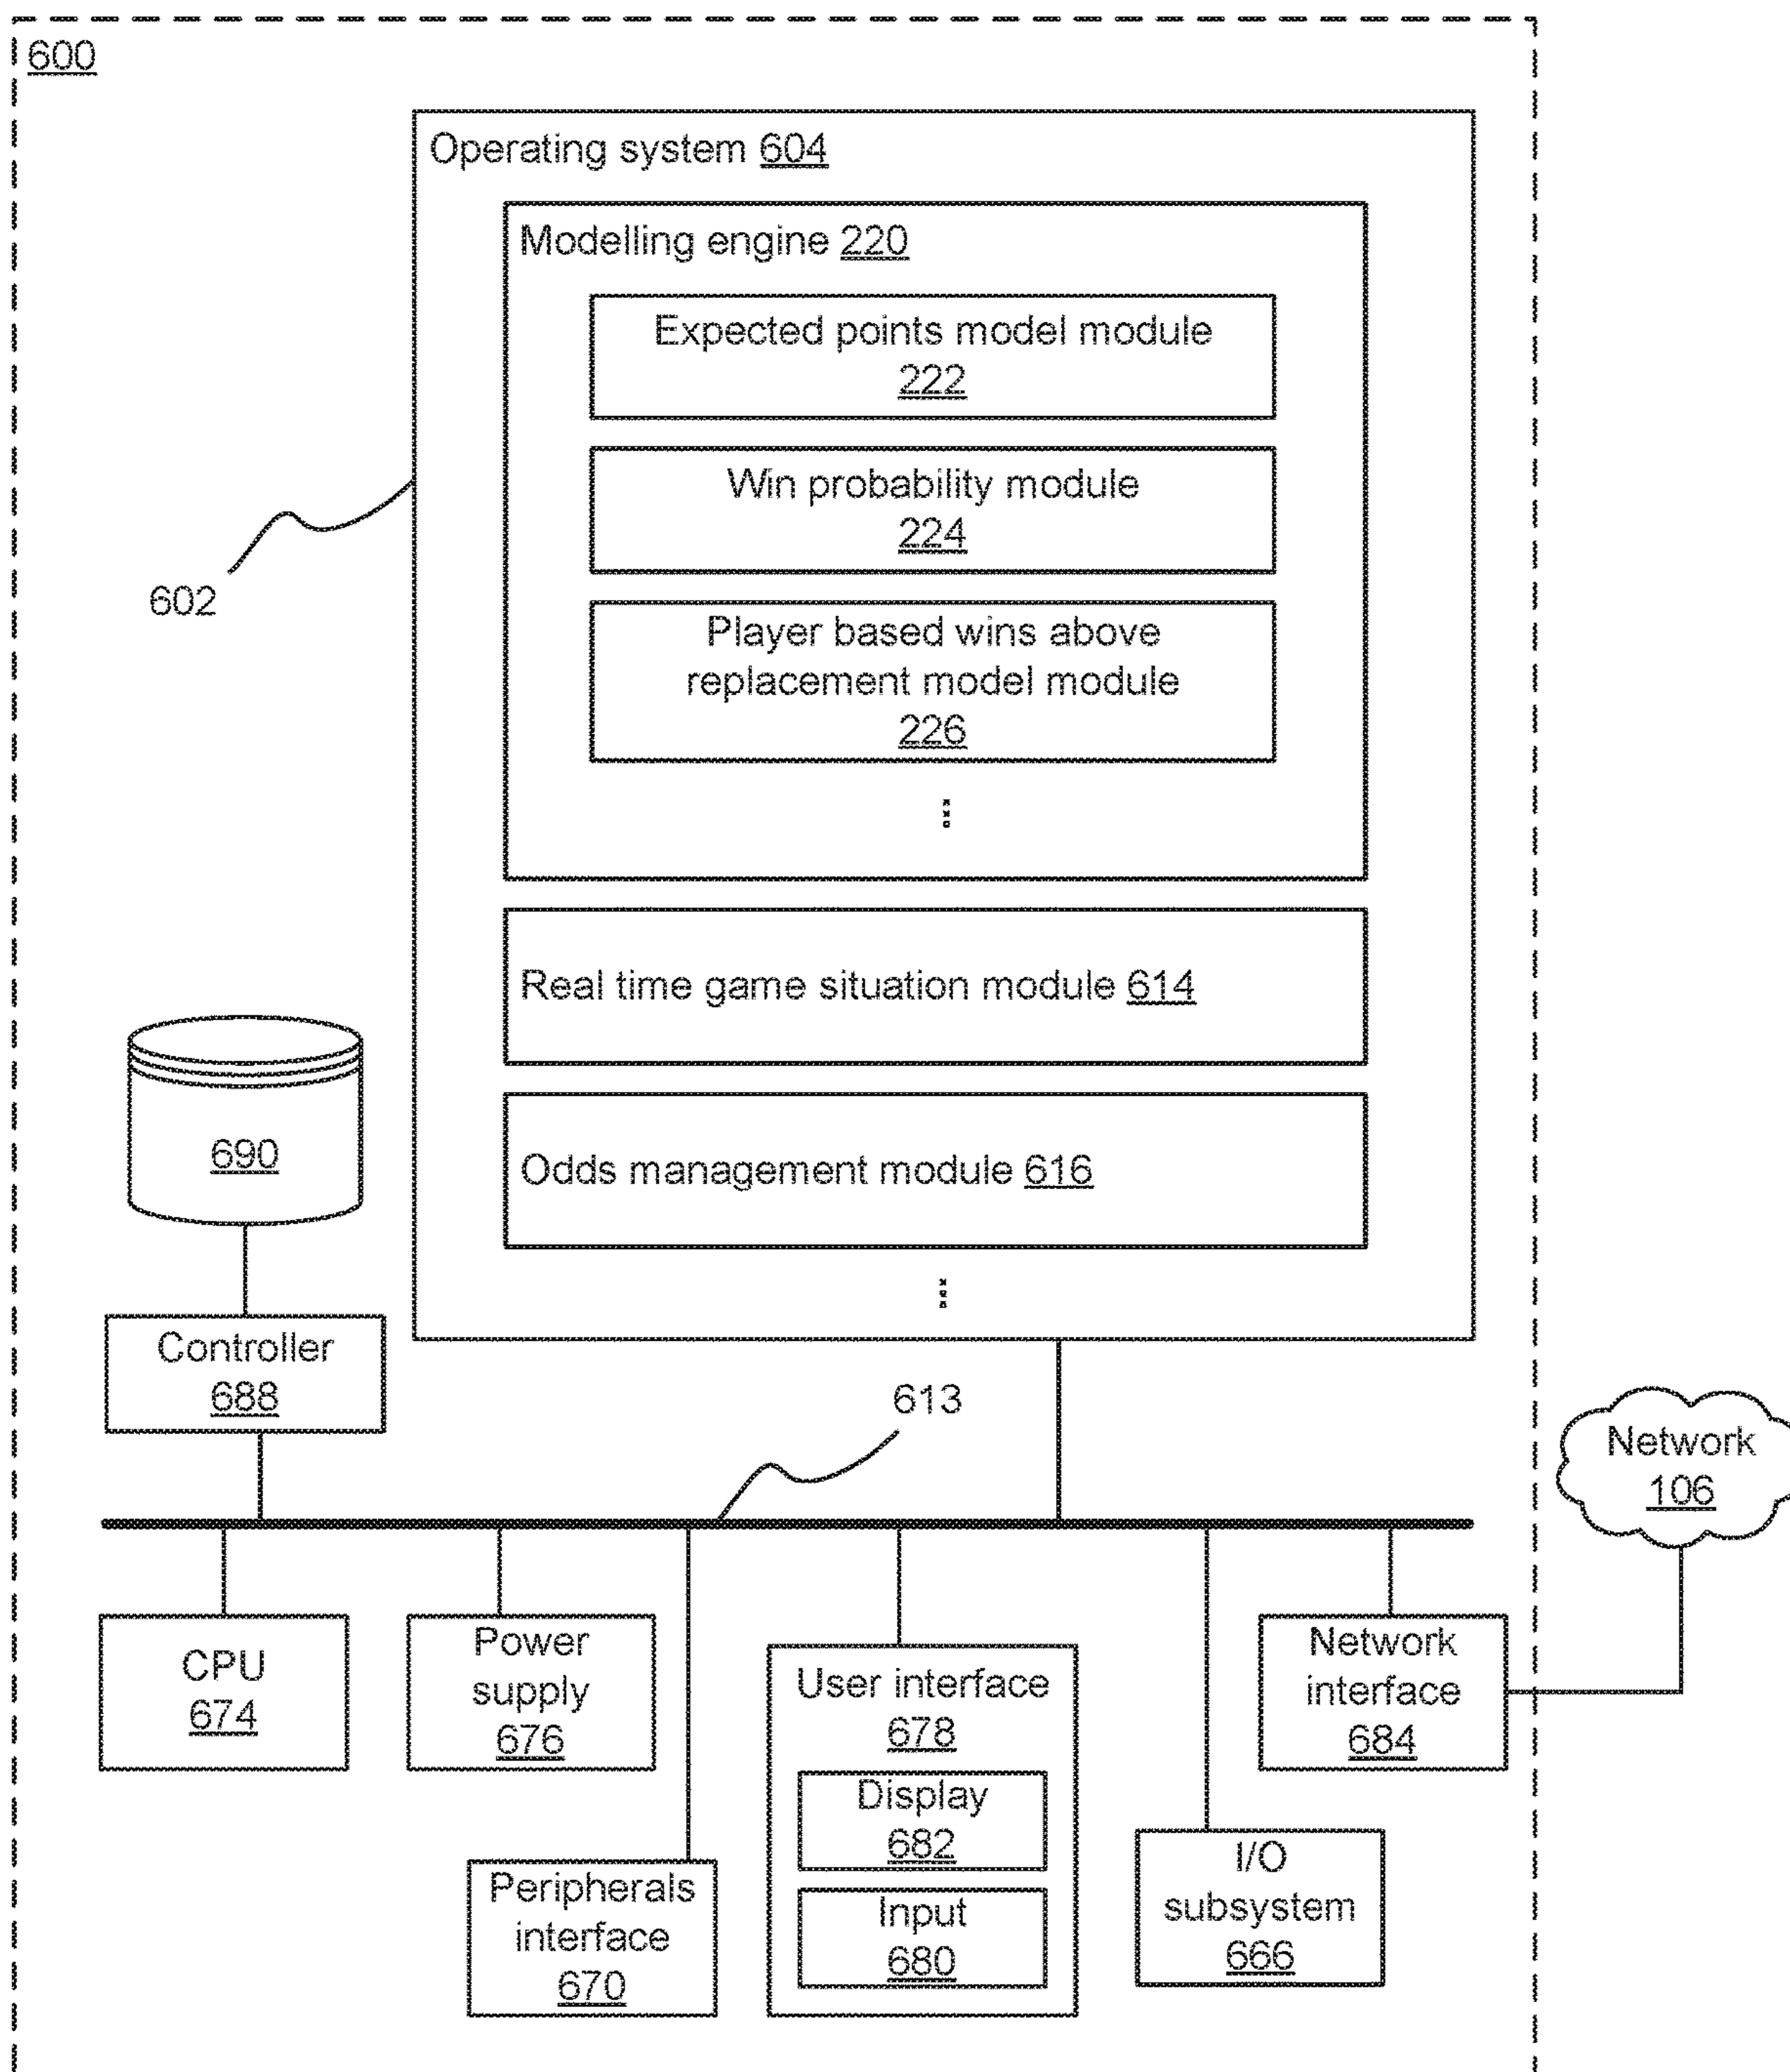 600
Operating system 604
Modelling engine 220
Expected points model module
222
Win probability module
224
Player based wins above
replacement model module
226
602
Real time game situation module 614
Odds management module 616
690
Controller
688
613
Network
106
CPU
674
Power
supply
676
Peripherals
interface
670
User interface
678
Display
682
Input
680
I/O
subsystem
666
Network
interface
684